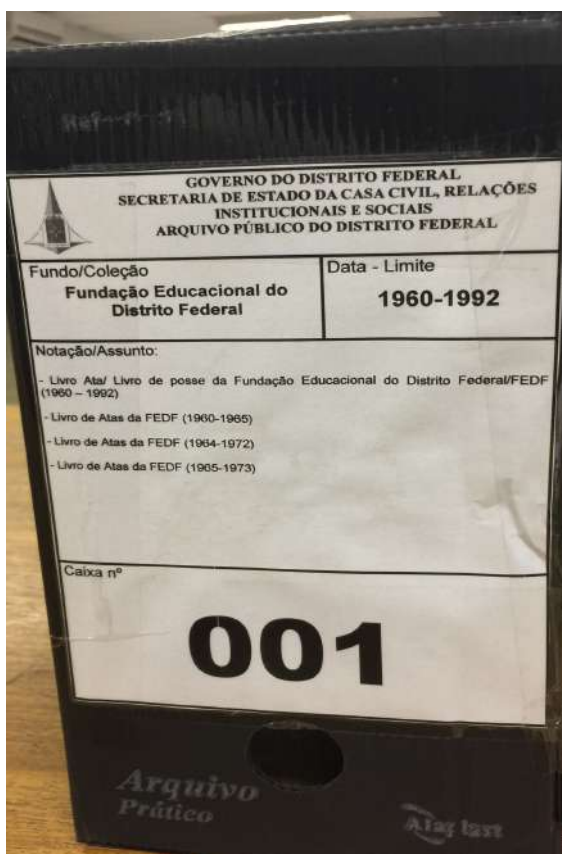 GOVERNO DO DISTRITO FEDERAL
SECRETARIA DE ESTADO DA CASA CIVIL, RELAÇÕES
INSTITUCIONAIS E SOCIAIS
ARQUIVO PÚBLICO DO DISTRITO FEDERAL
Fundo/Coleção
Fundação Educacional do
Distrito Federal
Data - Limite
1960-1992
Notação/Assunto:
- Livro Ata/ Livro de posse da Fundação Educacional do Distrito Federal/FEDF
(1960 – 1992)
- Livro de Atas da FEDF (1960-1965)
- Livro de Atas da FEDF (1964-1972)
- Livro de Atas da FEDF (1965-1973)
Caixa nº
001
Arquivo
Prático